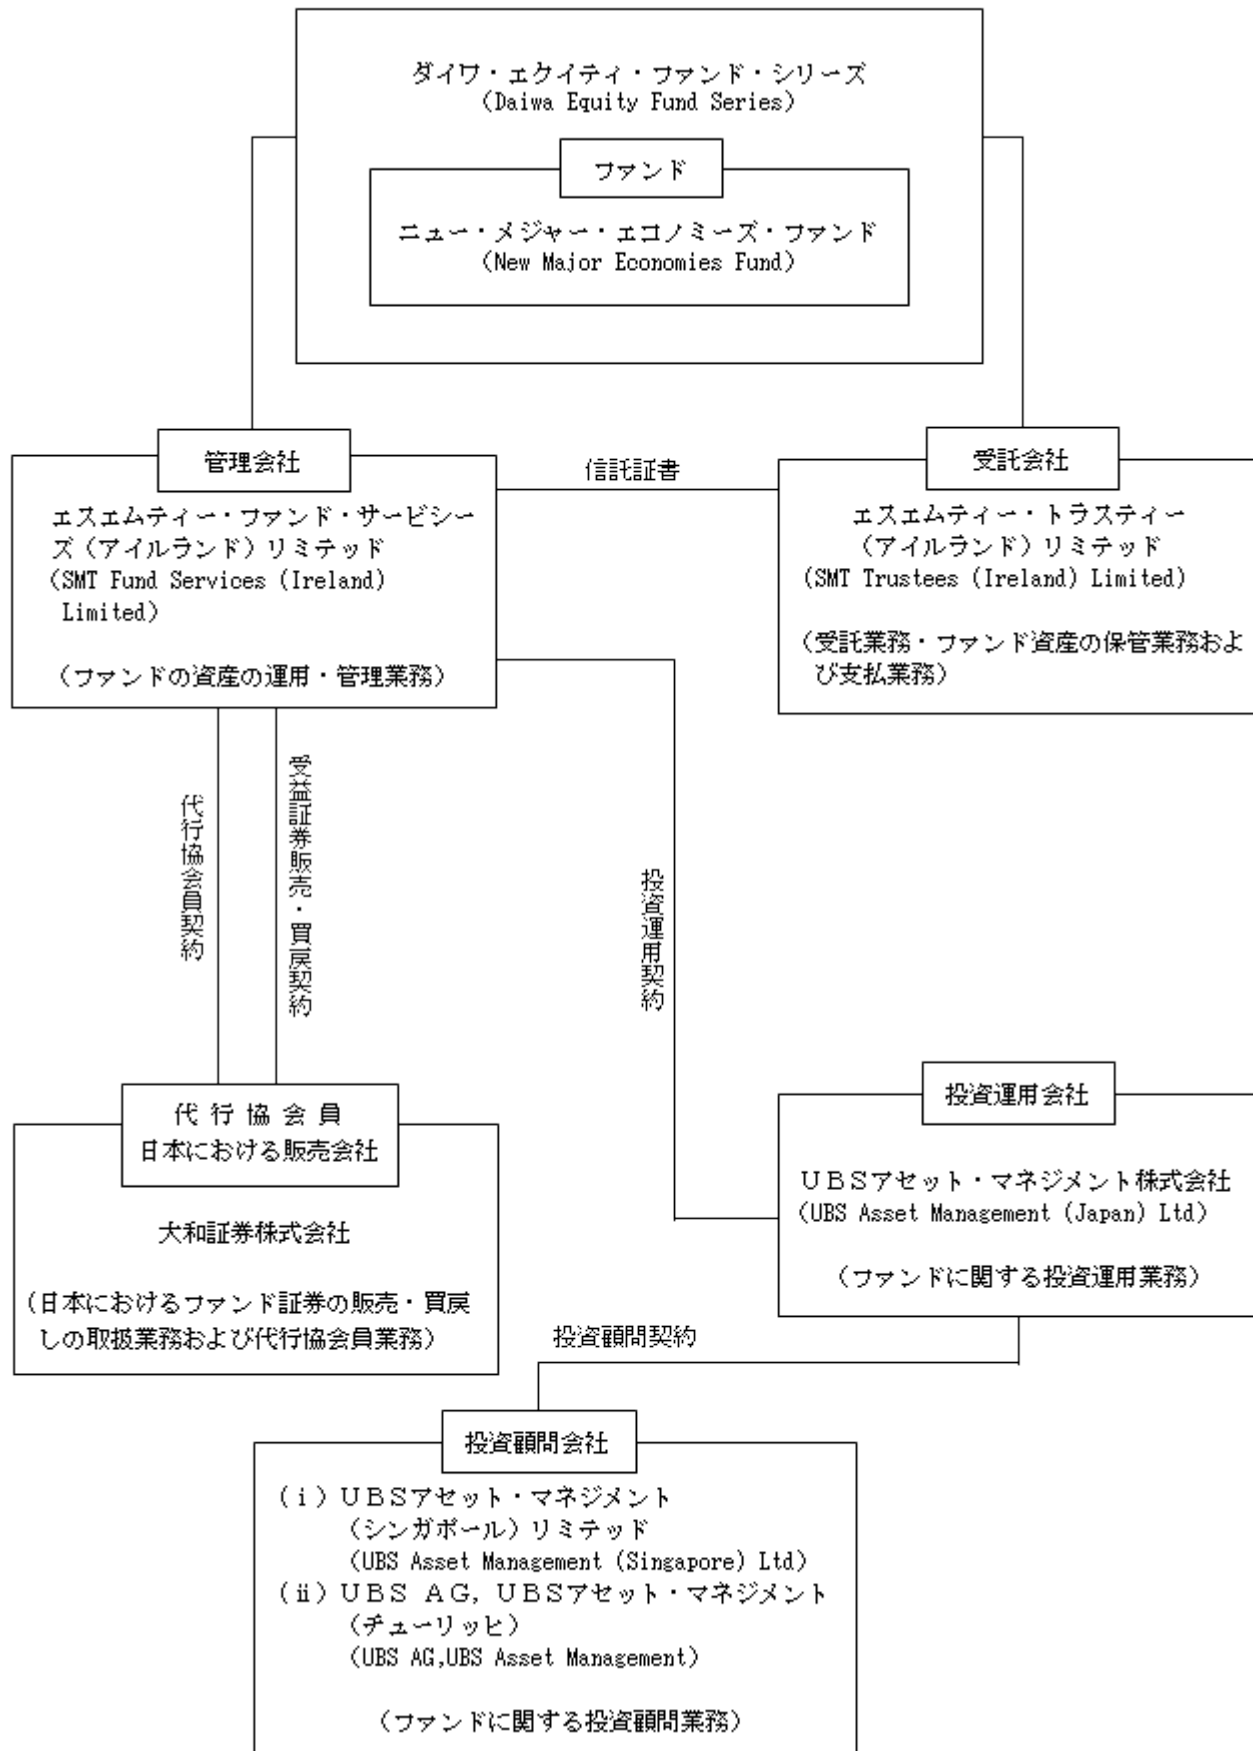 ダイワ・エクイティ・ファンド・シリーズ
(Daiwa Equity Fund Series)
ファンド
ニュー・メジャー・エコノミーズ・ファンド
(New Major Economies Fund)
管理会社
エスエムティー・ファンド・サービシー
ズ(アイルランド)リミテッド
(SMT Fund Services (Ireland)
Limited)
(ファンドの資産の運用・管理業務)
信託証書
受託会社
エスエムティー・トラスティー
(アイルランド)リミテッド
(SMT Trustees (Ireland) Limited)
(受託業務・ファンド資産の保管業務およ
び支払業務)
代行協会員契約
受益証券販売・買戻契約
投資運用契約
代行協会員
日本における販売会社
大和証券株式会社
(日本におけるファンド証券の販売・買戻
しの取扱業務および代行協会員業務)
投資運用会社
UBSアセット・マネジメント株式会社
(UBS Asset Management (Japan) Ltd)
(ファンドに関する投資運用業務)
投資顧問契約
投資顧問会社
(ⅰ)UBSアセット・マネジメント
(シンガポール)リミテッド
(UBS Asset Management (Singapore) Ltd)
(ⅱ)UBS AG, UBSアセット・マネジメント
(チューリッヒ)
(UBS AG,UBS Asset Management)
(ファンドに関する投資顧問業務)